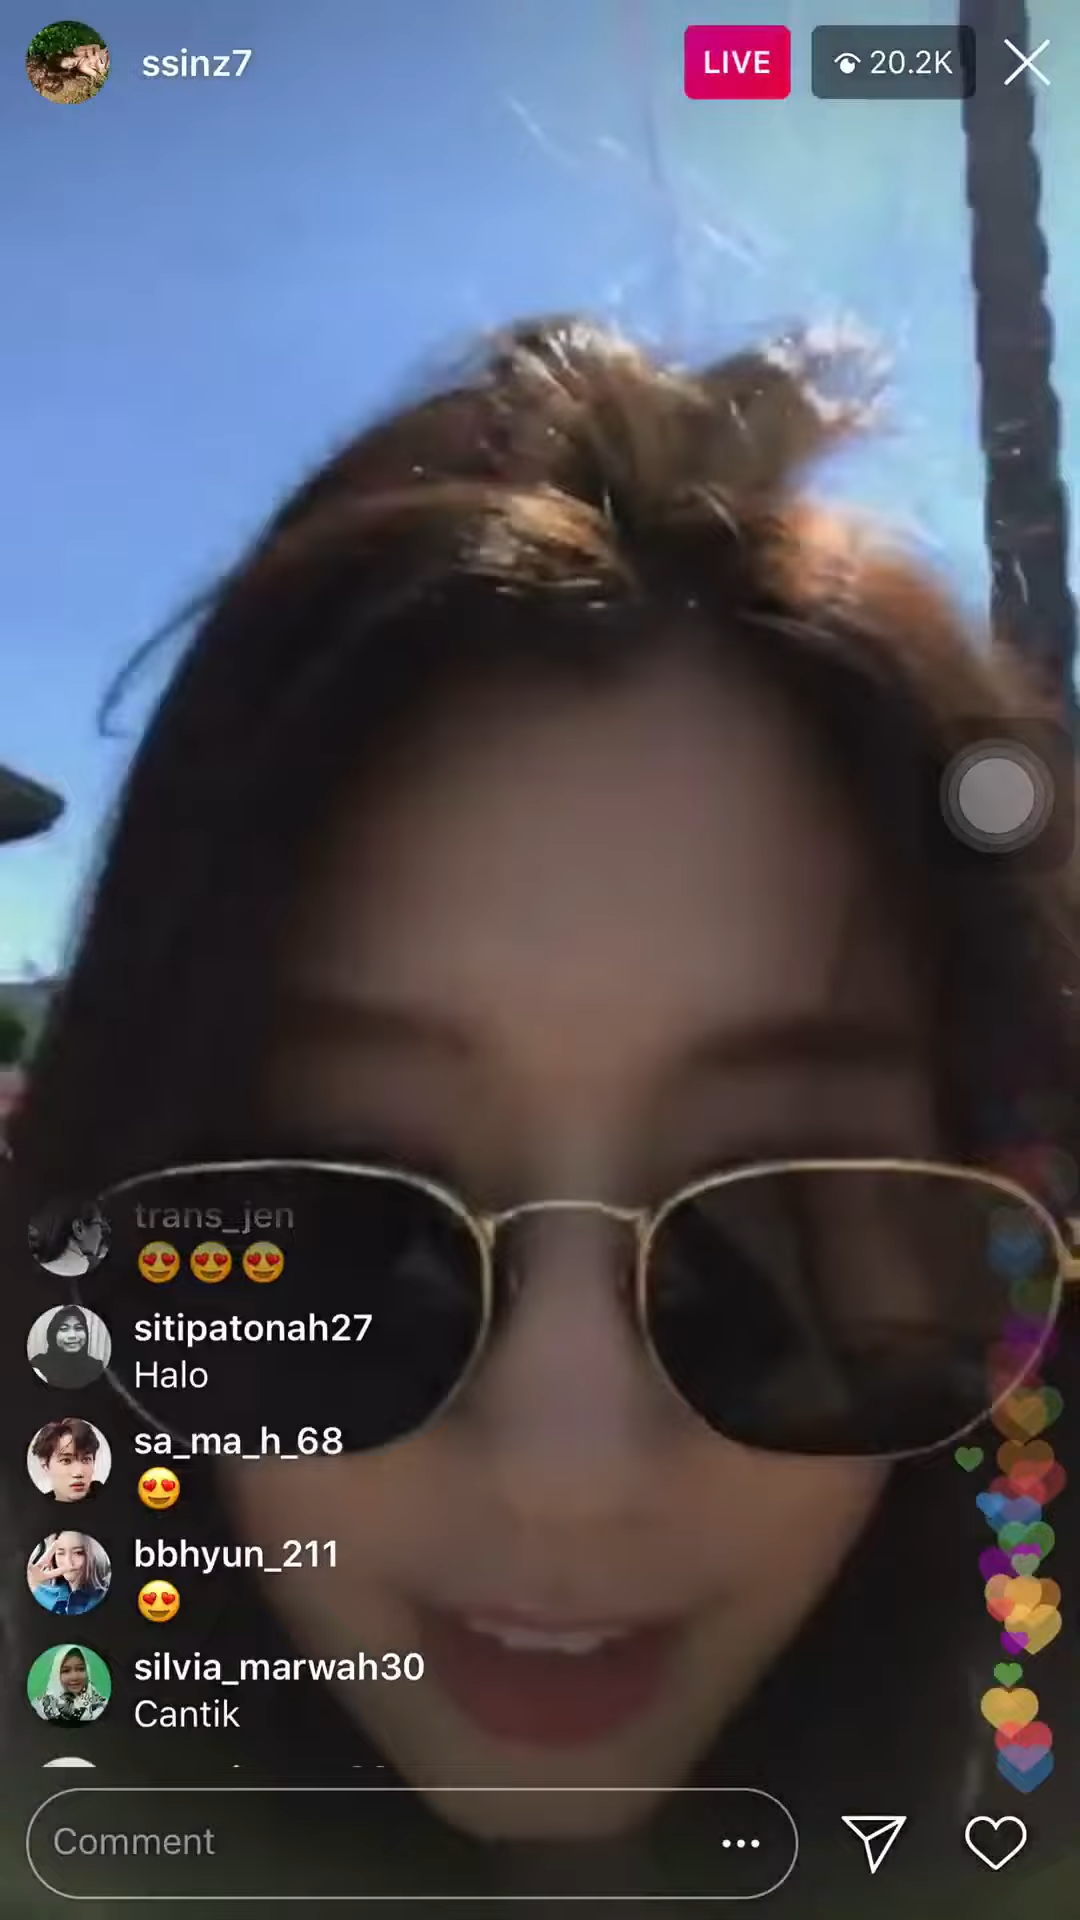 ssinz7
LIVE
20.2K
trans_jen
😍😍😍
sitipatonah27
Halo
sa_ma_h_68
😍
bbhyun_211
😍
silvia_marwah30
Cantik
Comment